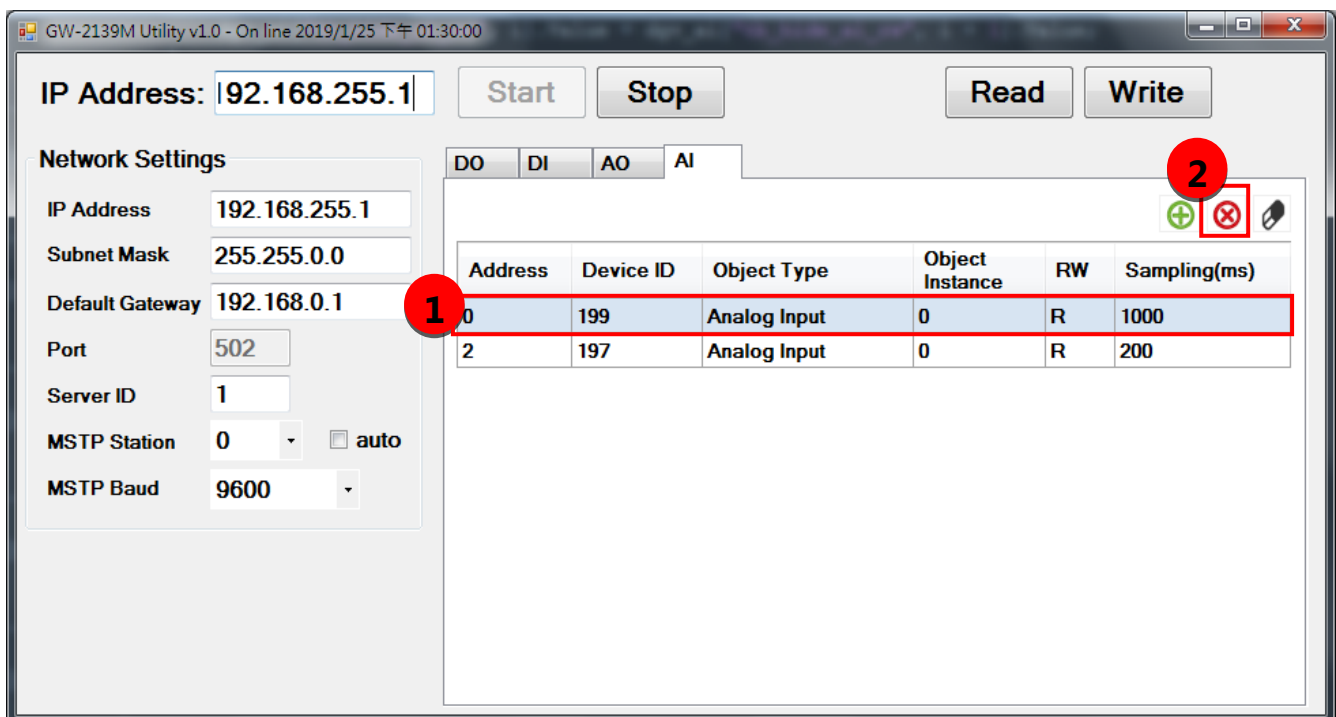 GW-2139M Utility v1.0 - On line 2019/1/25 下午 01:30:00
IP Address: 192.168.255.1 Start Stop Read Write
Network Settings
IP Address 192.168.255.1
Subnet Mask 255.255.0.0
Default Gateway 192.168.0.1
Port 502
Server ID 1
MSTP Station 0 auto
MSTP Baud 9600
DO DI AO AI
2
Address Device ID Object Type Object Instance RW Sampling(ms)
1
0 199 Analog Input 0 R 1000
2 197 Analog Input 0 R 200